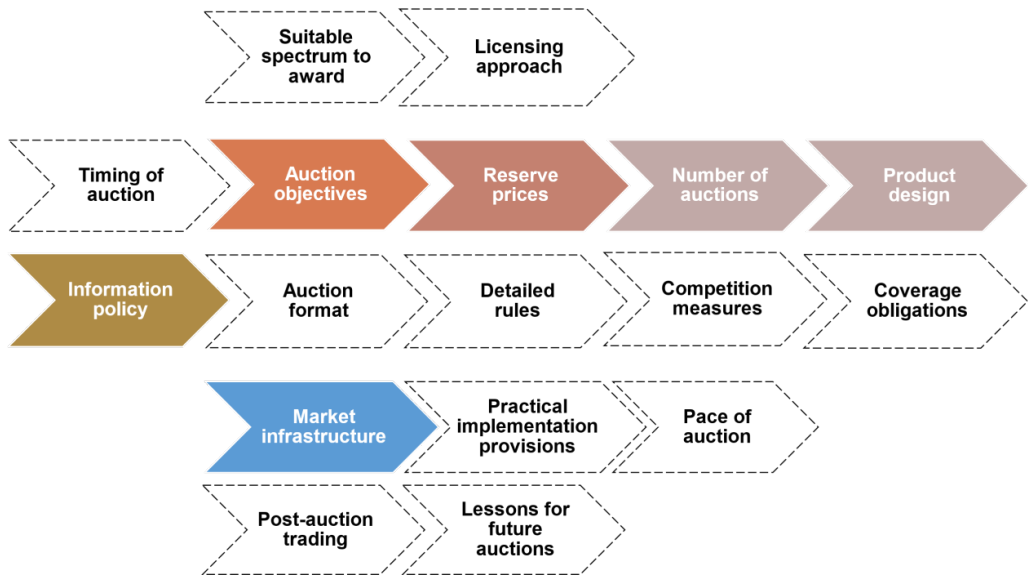 Suitable
spectrum to
award
Licensing
approach
Timing of
auction
Auction
objectives
Reserve
prices
Number of
auctions
Product
design
Information
policy
Auction
format
Detailed
rules
Competition
measures
Coverage
obligations
Market
infrastructure
Practical
implementation
provisions
Pace of
auction
Post-auction
trading
Lessons for
future
auctions